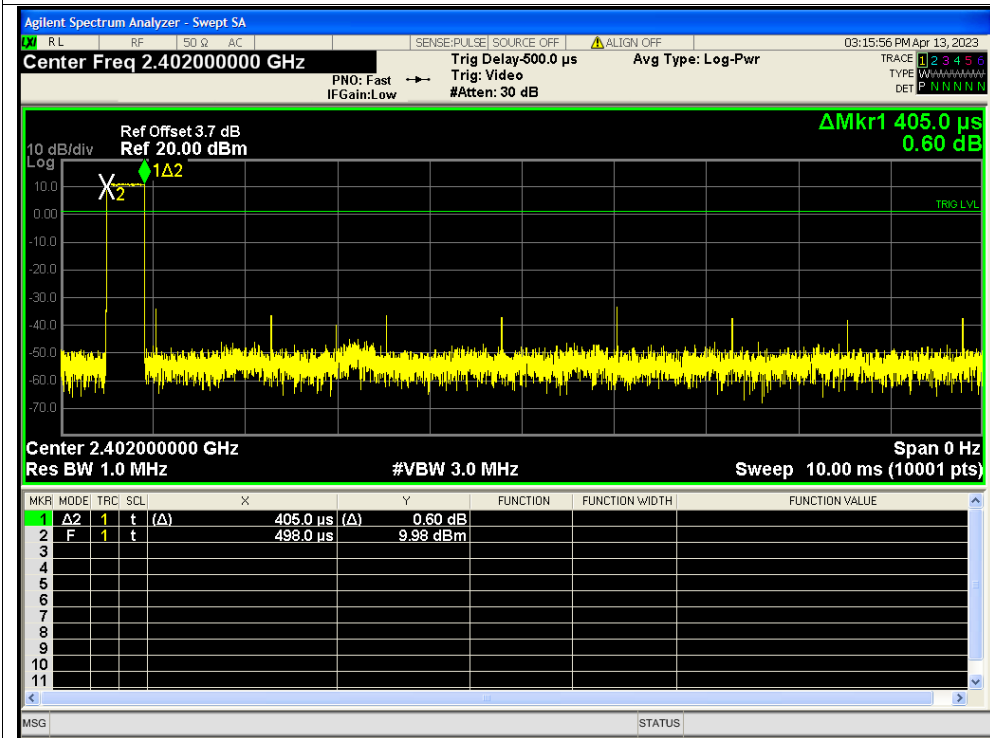 Agilent Spectrum Analyzer - Swept SA
LXI RL RF 50 Ω AC SENSE:PULSE SOURCE OFF ALIGN OFF 03:15:56 PM Apr 13, 2023
Center Freq 2.402000000 GHz Trig Delay-500.0 µs Avg Type: Log-Pwr TRACE 1 2 3 4 5 6
PNO: Fast Trig: Video TYPE WWWWWW
IFGain:Low #Atten: 30 dB DET P N N N N N
ΔMkr1 405.0 µs
0.60 dB
Ref Offset 3.7 dB
10 dB/div Ref 20.00 dBm
Log
1Δ2
10.0
X2
TRIG LVL
0.00
-10.0
-20.0
-30.0
-40.0
-50.0
-60.0
-70.0
Center 2.402000000 GHz Span 0 Hz
Res BW 1.0 MHz #VBW 3.0 MHz Sweep 10.00 ms (10001 pts)
MKR MODE TRC SCL X Y FUNCTION FUNCTION WIDTH FUNCTION VALUE
1 Δ2 1 t (Δ) 405.0 µs (Δ) 0.60 dB
2 F 1 t 498.0 µs 9.98 dBm
3
4
5
6
7
8
9
10
11
MSG STATUS